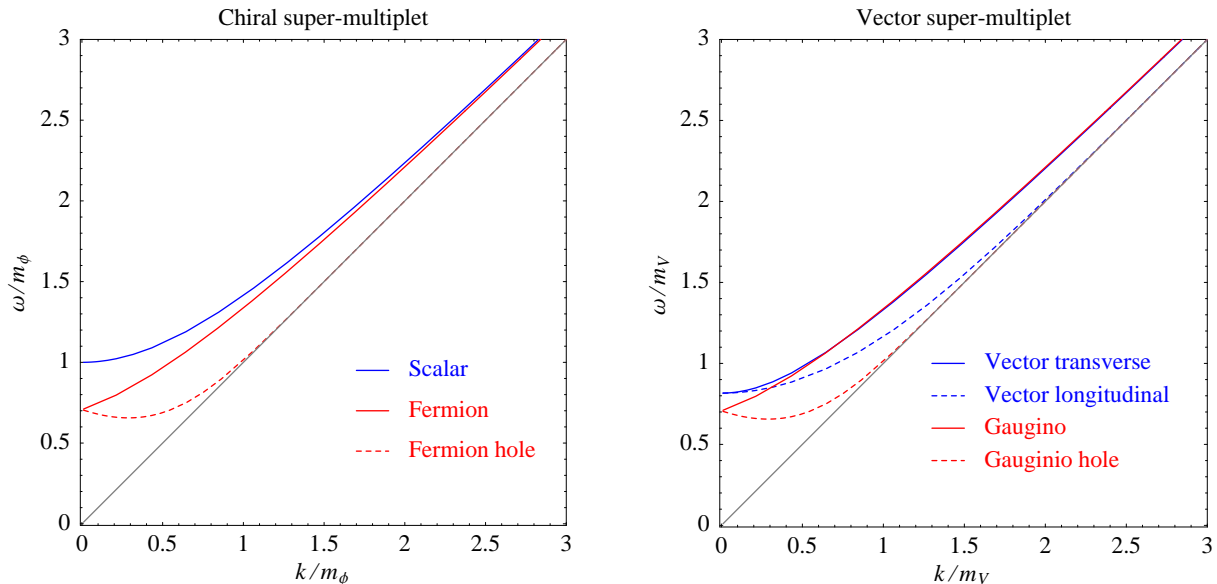 Chiral super-multiplet
3
2.5
2
1.5
1
0.5
0
ω/m_ϕ
Scalar
Fermion
Fermion hole
0 0.5 1 1.5 2 2.5 3
k/m_ϕ
Vector super-multiplet
3
2.5
2
1.5
1
0.5
0
ω/m_V
Vector transverse
Vector longitudinal
Gaugino
Gauginio hole
0 0.5 1 1.5 2 2.5 3
k/m_V